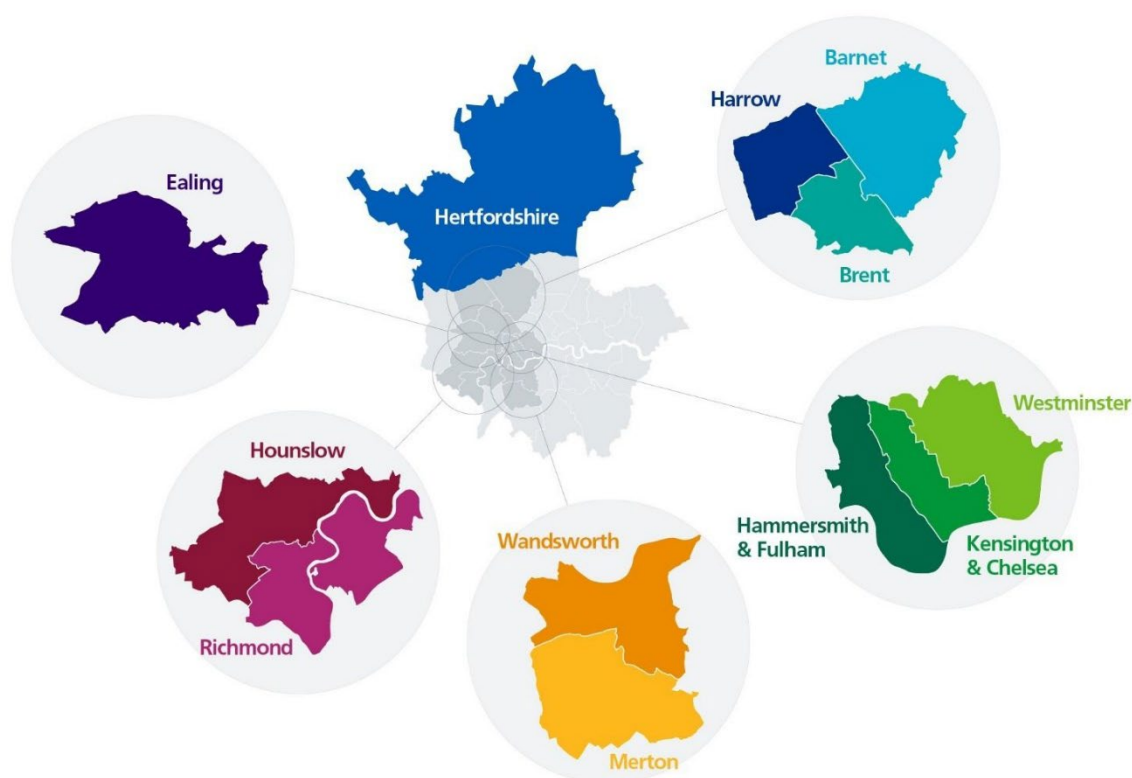 Barnet
Harrow
Ealing
Hertfordshire
Brent
Westminster
Hounslow
Hammersmith
& Fulham
Kensington
& Chelsea
Wandsworth
Richmond
Merton